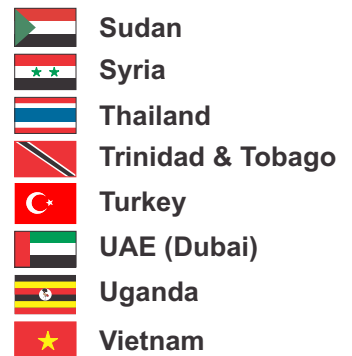 Sudan
Syria
Thailand
Trinidad & Tobago
Turkey
UAE (Dubai)
Uganda
Vietnam